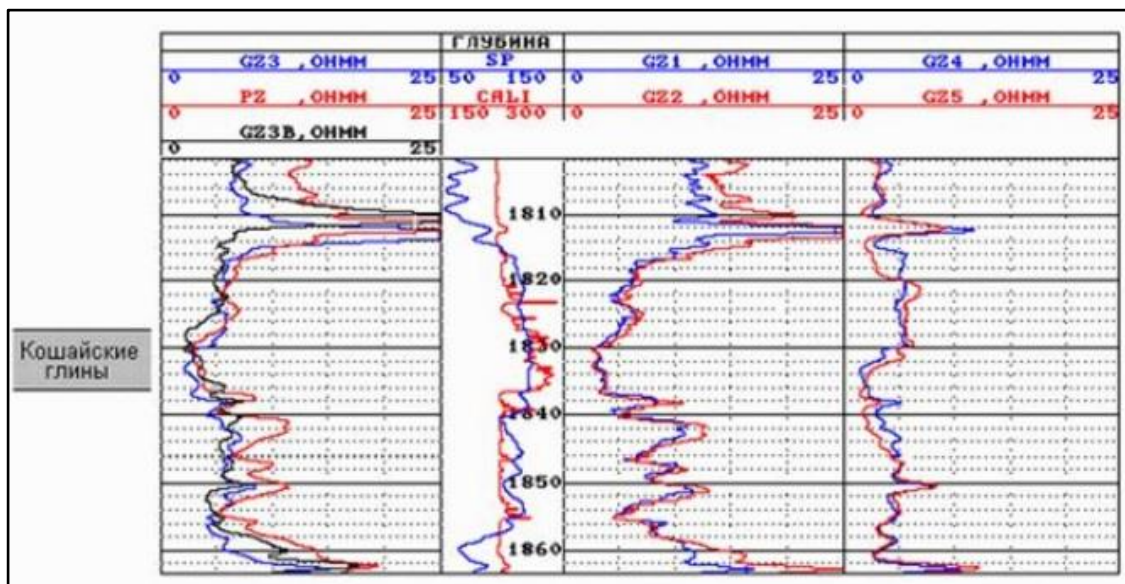 ГЛУБИНА
GZ3 ,OHMM SP GZ1 ,OHMM GZ4 ,OHMM
0 25 50 150 0 25 0 25
PZ ,OHMM CALI GZ2 ,OHMM GZ5 ,OHMM
0 25 150 300 0 25 0 25
GZ3B,OHMM
0 25
1810
1820
1830
Кошайские
глины
1840
1850
1860